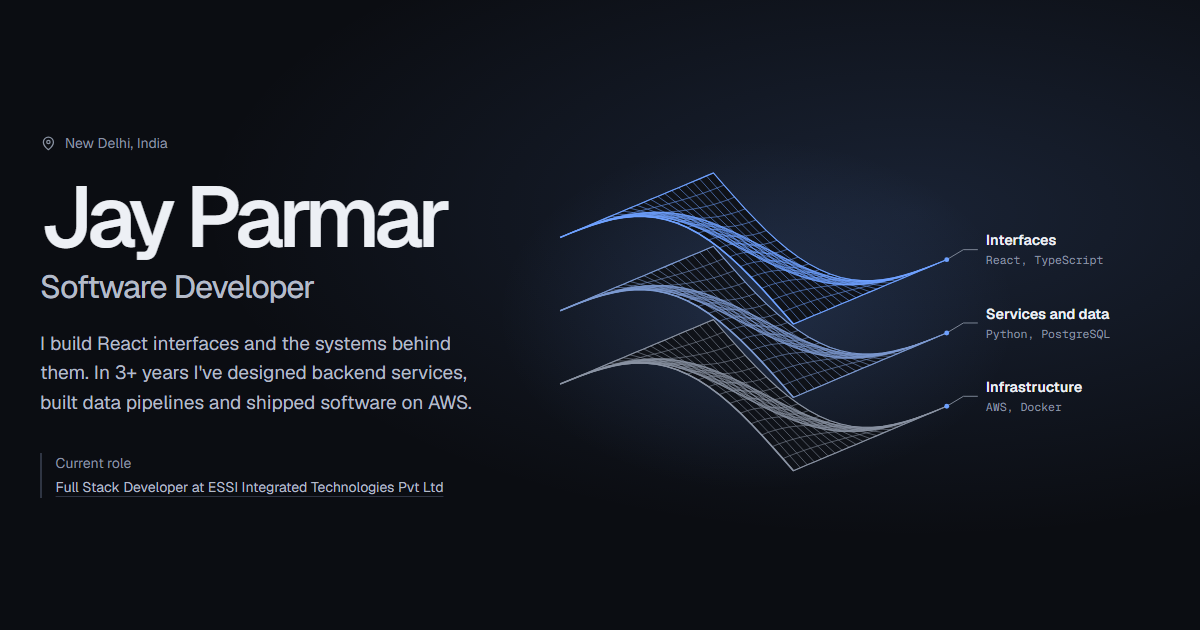 New Delhi, India
Jay Parmar
Software Developer
I build React interfaces and the systems behind
them. In 3+ years I've designed backend services,
built data pipelines and shipped software on AWS.
Current role
Full Stack Developer at ESSI Integrated Technologies Pvt Ltd
Interfaces
React, TypeScript
Services and data
Python, PostgreSQL
Infrastructure
AWS, Docker